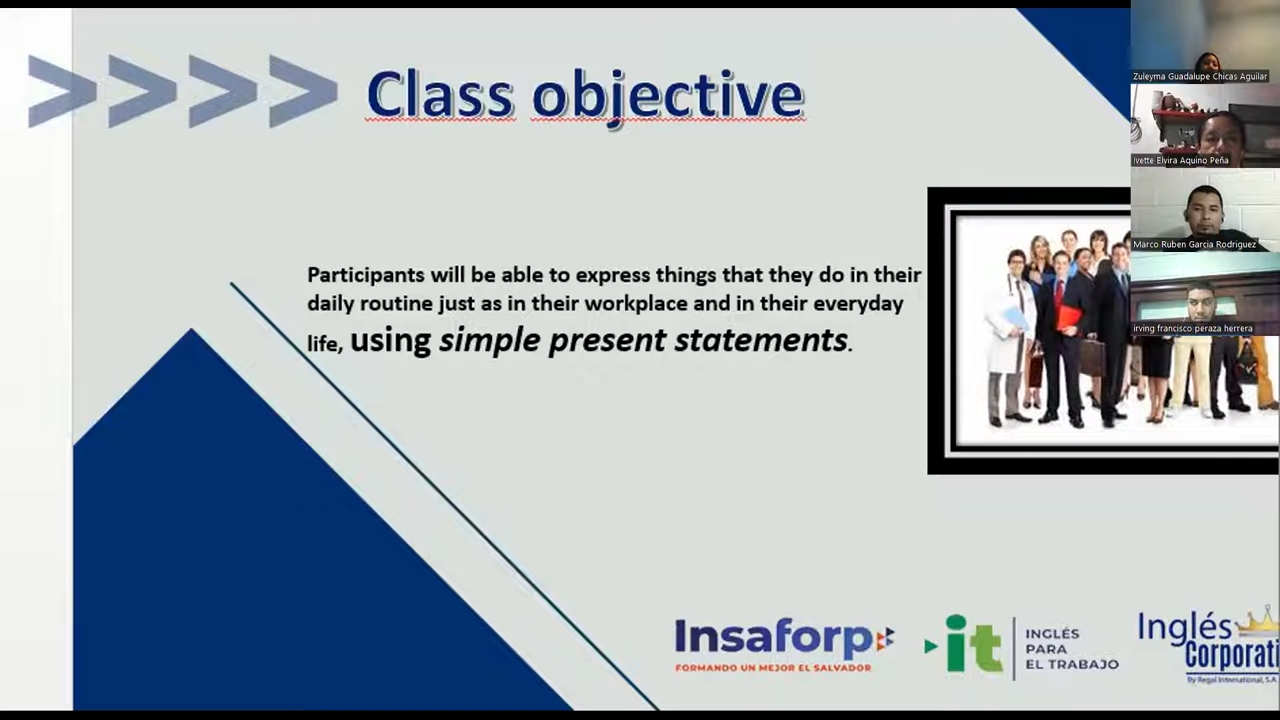 Class objective
Zuleyma Guadalupe Chicas Aguilar
Ivette Elvira Aquino Peña
Marco Ruben Garcia Rodriguez
irving francisco peraza herrera
Participants will be able to express things that they do in their
daily routine just as in their workplace and in their everyday
life, using simple present statements.
Insaforp
FORMANDO UN MEJOR EL SALVADOR
it
INGLÉS
PARA
EL TRABAJO
Inglés
Corporati
By Regal International, S.A